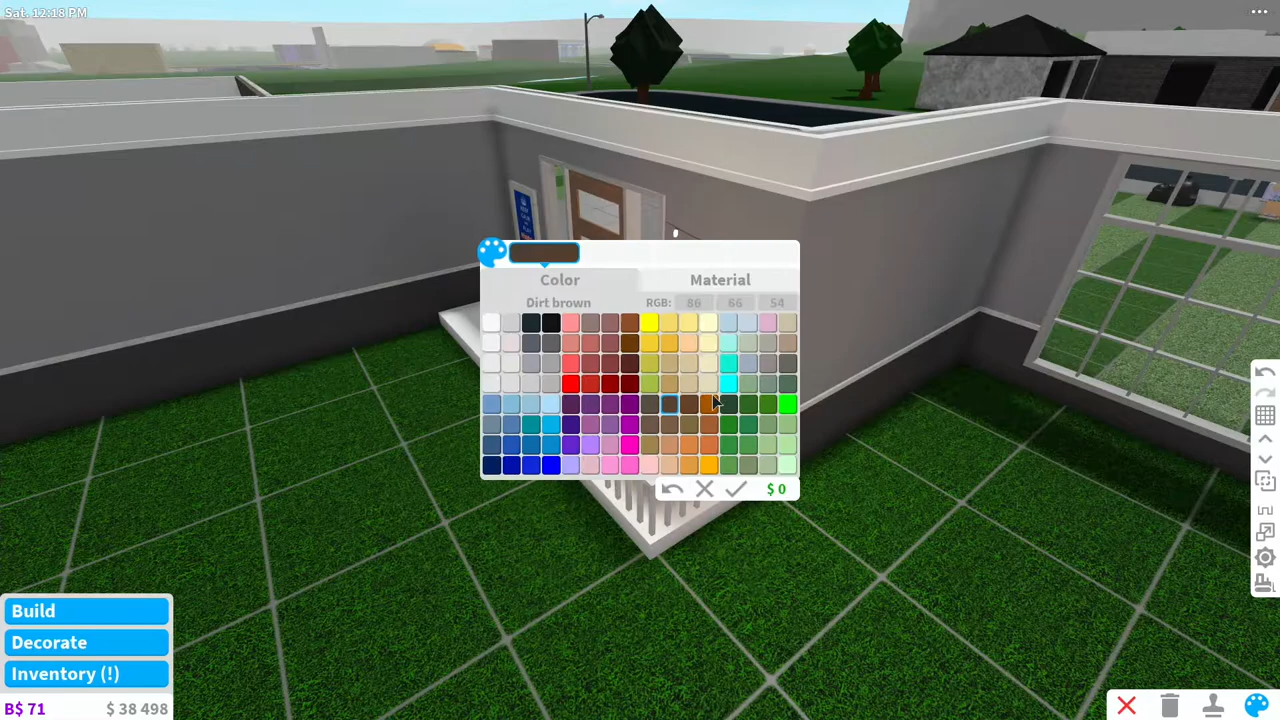 Sat. 12:18 PM
Color
Material
Dirt brown
RGB: 86 66 54
$ 0
Build
Decorate
Inventory (!)
B$ 71
$ 38 498